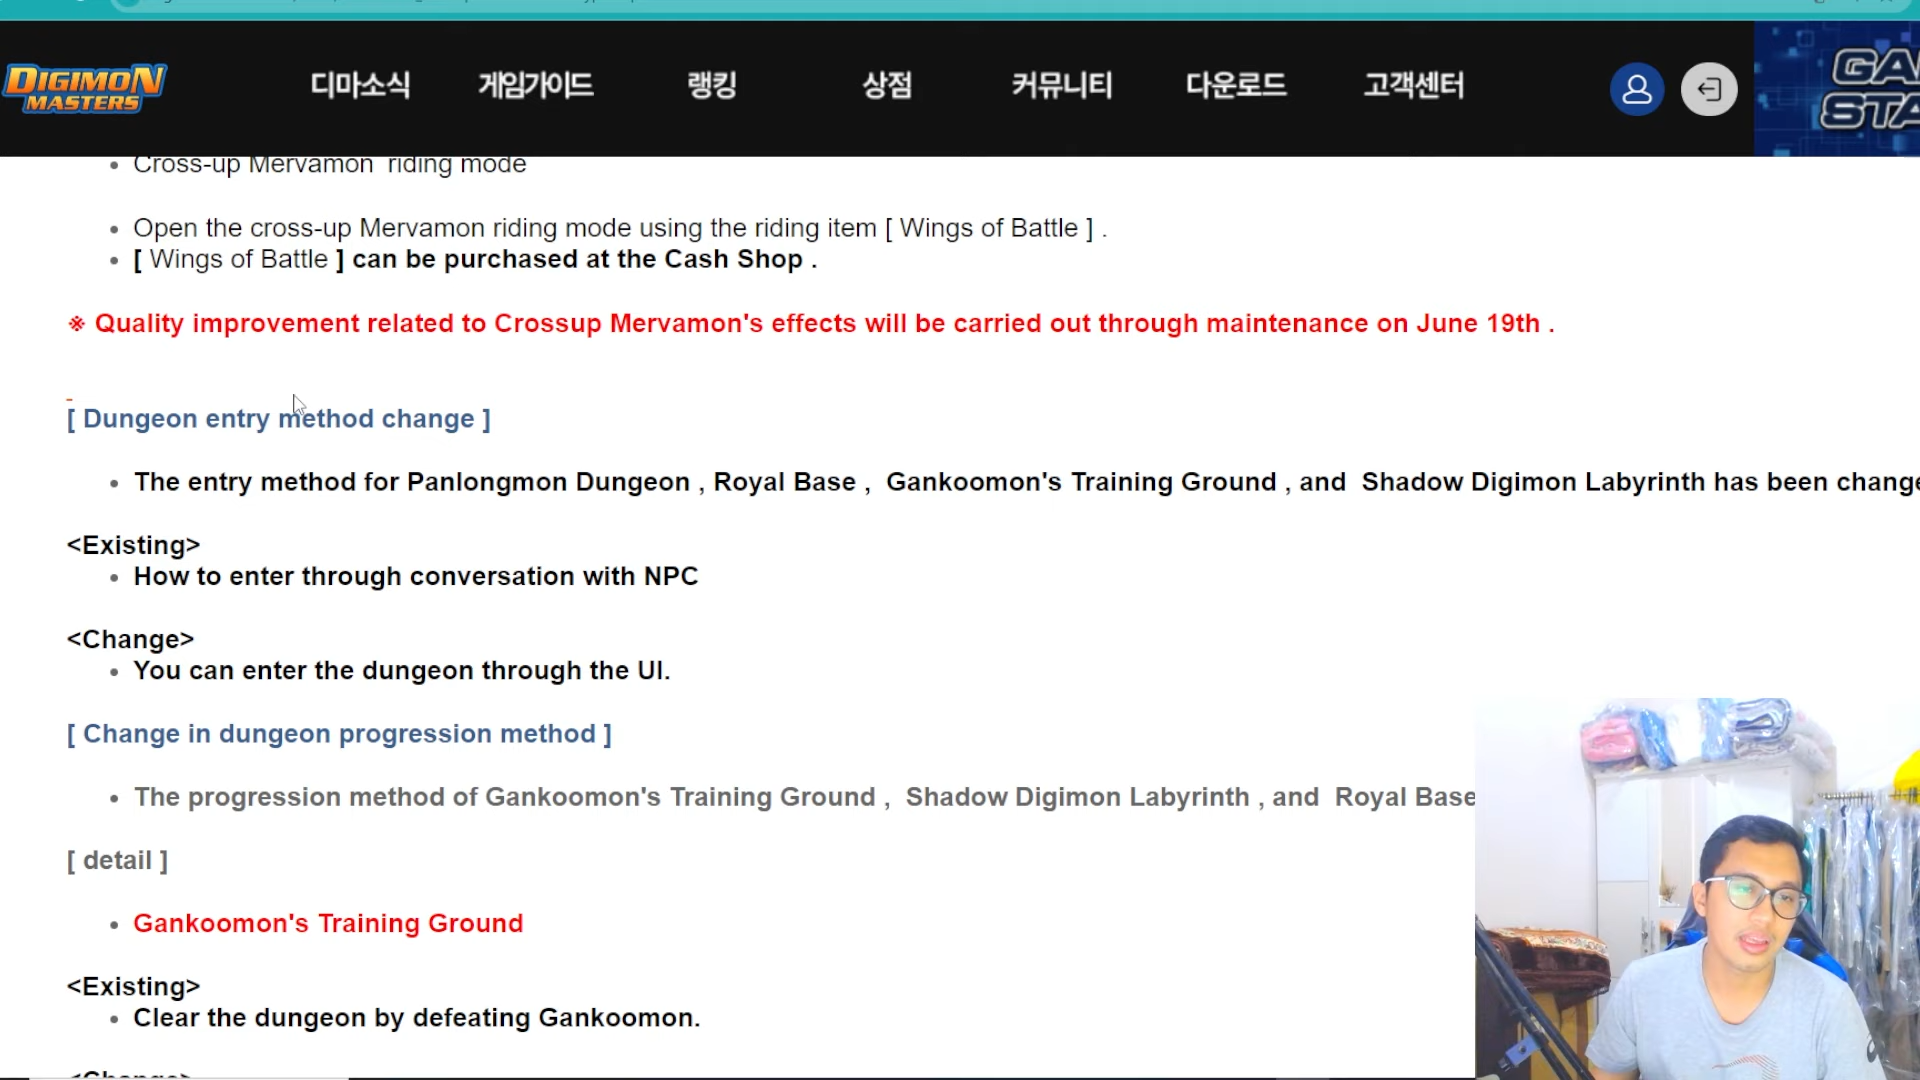 DIGIMON
MASTERS
디마소식
게임가이드
랭킹
상점
커뮤니티
다운로드
고객센터
GA
STA
Cross-up Mervamon riding mode
Open the cross-up Mervamon riding mode using the riding item [ Wings of Battle ] .
[ Wings of Battle ] can be purchased at the Cash Shop .
※ Quality improvement related to Crossup Mervamon's effects will be carried out through maintenance on June 19th .
[ Dungeon entry method change ]
The entry method for Panlongmon Dungeon , Royal Base , Gankoomon's Training Ground , and Shadow Digimon Labyrinth has been change
<Existing>
How to enter through conversation with NPC
<Change>
You can enter the dungeon through the UI.
[ Change in dungeon progression method ]
The progression method of Gankoomon's Training Ground , Shadow Digimon Labyrinth , and Royal Base
[ detail ]
Gankoomon's Training Ground
<Existing>
Clear the dungeon by defeating Gankoomon.
<Change>